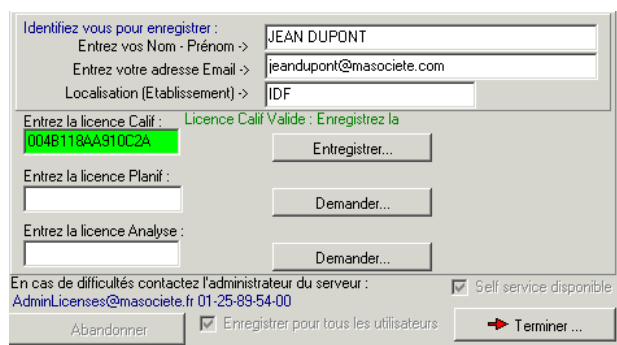 Identifiez vous pour enregistrer :
Entrez vos Nom - Prénom -> JEAN DUPONT
Entrez votre adresse Email -> jeandupont@masociete.com
Localisation (Etablissement) -> IDF
Entrez la licence Calif : Licence Calif Valide : Enregistrez la
004B118AA910C2A Entregistrer...
Entrez la licence Planif :
Demander...
Entrez la licence Analyse :
Demander...
En cas de difficultés contactez l'administrateur du serveur : Self service disponible
AdminLicenses@masociete.fr 01-25-89-54-00
Abandonner Enregistrer pour tous les utilisateurs Terminer ...